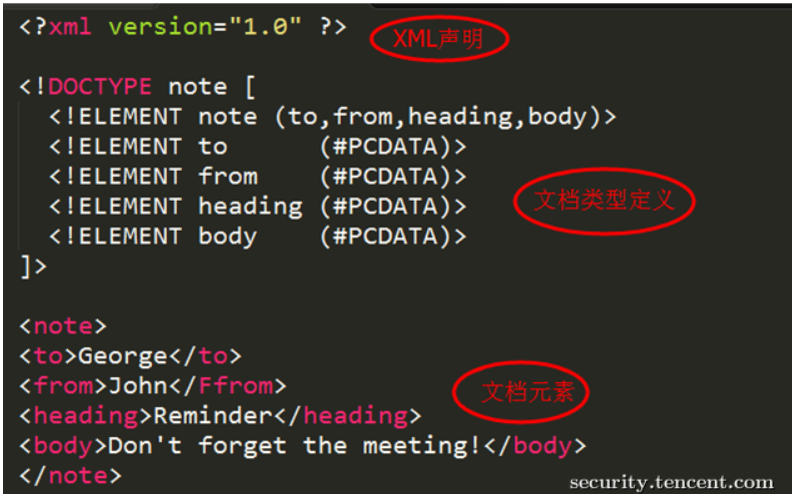 <?xml version="1.0" ?>
XML声明
<!DOCTYPE note [
<!ELEMENT note (to,from,heading,body)>
<!ELEMENT to (#PCDATA)>
<!ELEMENT from (#PCDATA)>
<!ELEMENT heading (#PCDATA)>
文档类型定义
<!ELEMENT body (#PCDATA)>
]>
<note>
<to>George</to>
<from>John</Ffrom>
文档元素
<heading>Reminder</heading>
<body>Don't forget the meeting!</body>
</note>
security.tencent.com